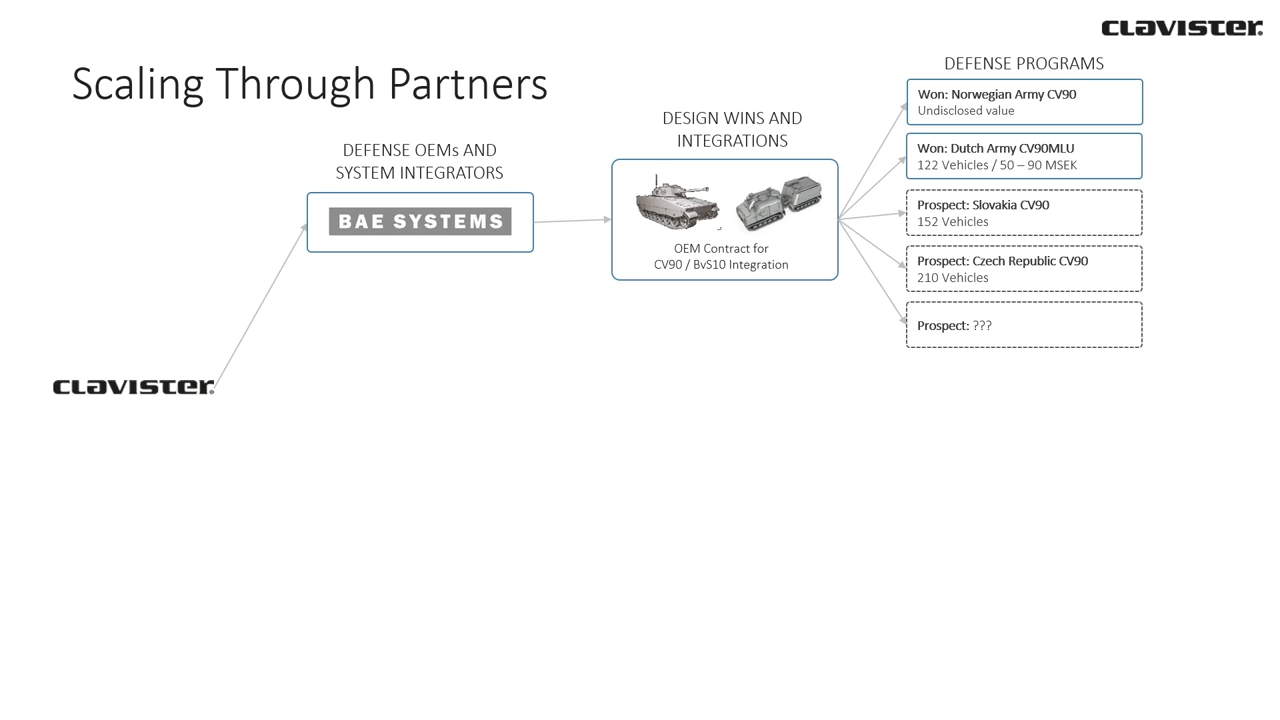 CLavister.
Scaling Through Partners
DEFENSE OEMs AND
SYSTEM INTEGRATORS
BAE SYSTEMS
DESIGN WINS AND
INTEGRATIONS
OEM Contract for
CV90 / BvS10 Integration
DEFENSE PROGRAMS
Won: Norwegian Army CV90
Undisclosed value
Won: Dutch Army CV90MLU
122 Vehicles / 50 – 90 MSEK
Prospect: Slovakia CV90
152 Vehicles
Prospect: Czech Republic CV90
210 Vehicles
Prospect: ???
CLavister.